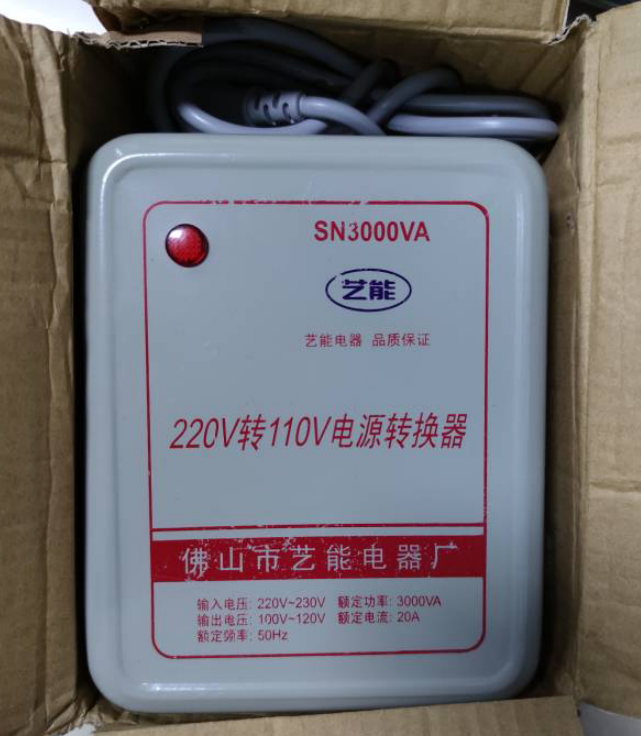 SN3000VA
艺能
艺能电器 品质保证
220V转110V电源转换器
佛山市艺能电器厂
输入电压: 220V~230V 额定功率: 3000VA
输出电压: 100V~120V 额定电流: 20A
额定频率: 50Hz